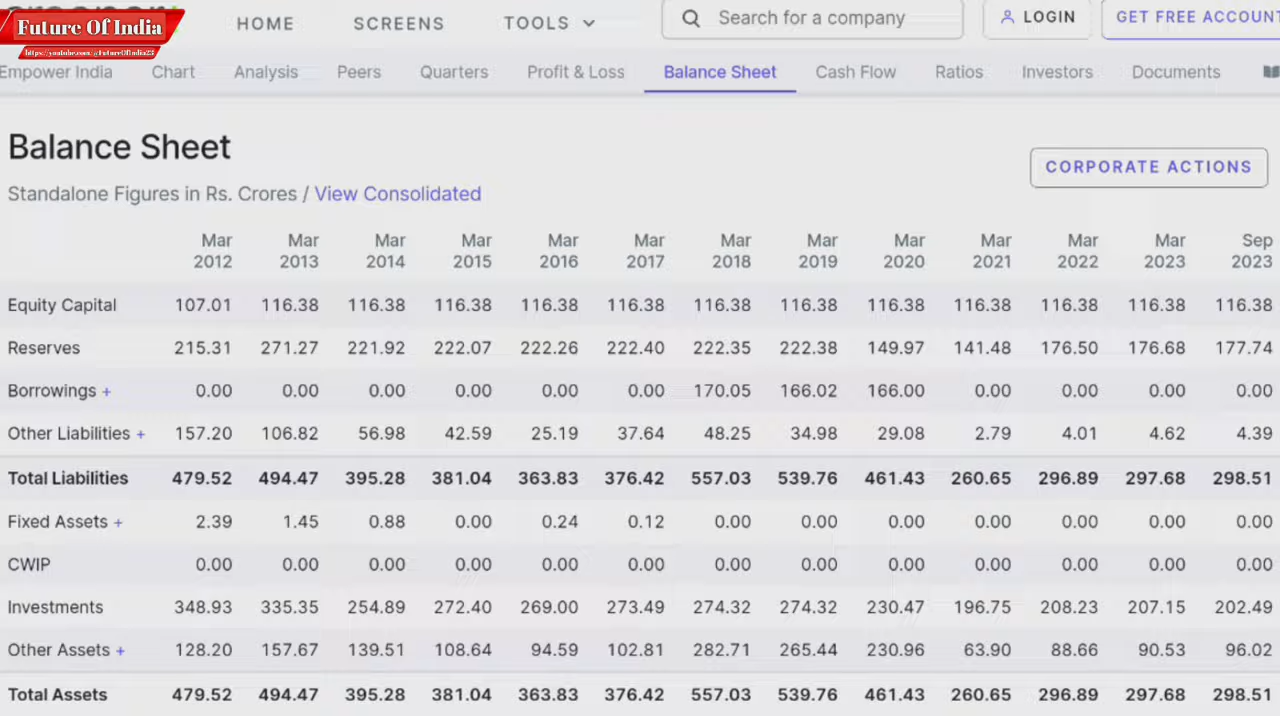 Future Of India
https://youtube.com/@FutureOfIndia23
HOME SCREENS TOOLS Search for a company LOGIN GET FREE ACCOUNT
Empower India Chart Analysis Peers Quarters Profit & Loss Balance Sheet Cash Flow Ratios Investors Documents
Balance Sheet
CORPORATE ACTIONS
Standalone Figures in Rs. Crores / View Consolidated
Mar Mar Mar Mar Mar Mar Mar Mar Mar Mar Mar Mar Sep
2012 2013 2014 2015 2016 2017 2018 2019 2020 2021 2022 2023 2023
Equity Capital 107.01 116.38 116.38 116.38 116.38 116.38 116.38 116.38 116.38 116.38 116.38 116.38 116.38
Reserves 215.31 271.27 221.92 222.07 222.26 222.40 222.35 222.38 149.97 141.48 176.50 176.68 177.74
Borrowings + 0.00 0.00 0.00 0.00 0.00 0.00 170.05 166.02 166.00 0.00 0.00 0.00 0.00
Other Liabilities + 157.20 106.82 56.98 42.59 25.19 37.64 48.25 34.98 29.08 2.79 4.01 4.62 4.39
Total Liabilities 479.52 494.47 395.28 381.04 363.83 376.42 557.03 539.76 461.43 260.65 296.89 297.68 298.51
Fixed Assets + 2.39 1.45 0.88 0.00 0.24 0.12 0.00 0.00 0.00 0.00 0.00 0.00 0.00
CWIP 0.00 0.00 0.00 0.00 0.00 0.00 0.00 0.00 0.00 0.00 0.00 0.00 0.00
Investments 348.93 335.35 254.89 272.40 269.00 273.49 274.32 274.32 230.47 196.75 208.23 207.15 202.49
Other Assets + 128.20 157.67 139.51 108.64 94.59 102.81 282.71 265.44 230.96 63.90 88.66 90.53 96.02
Total Assets 479.52 494.47 395.28 381.04 363.83 376.42 557.03 539.76 461.43 260.65 296.89 297.68 298.51